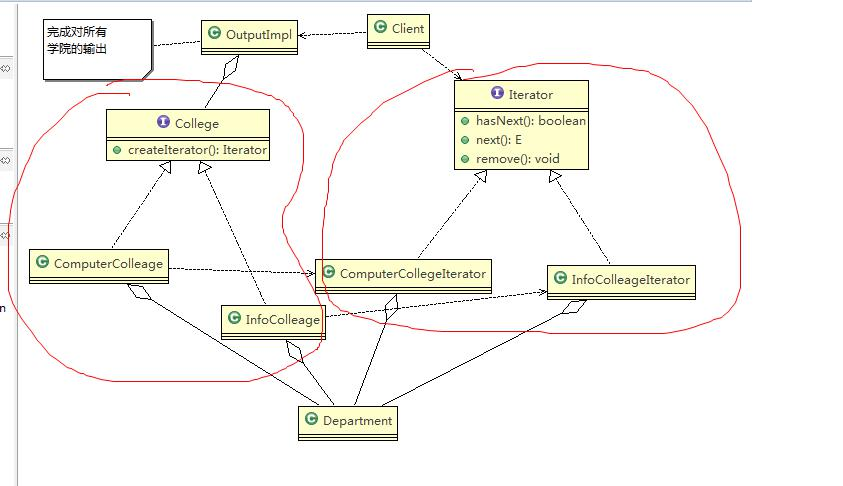 完成对所有
学院的输出
C OutputImpl
C Client
I College
createIterator(): Iterator
I Iterator
hasNext(): boolean
next(): E
remove(): void
C ComputerColleage
C ComputerCollegeIterator
C InfoColleageIterator
C InfoColleage
C Department
n